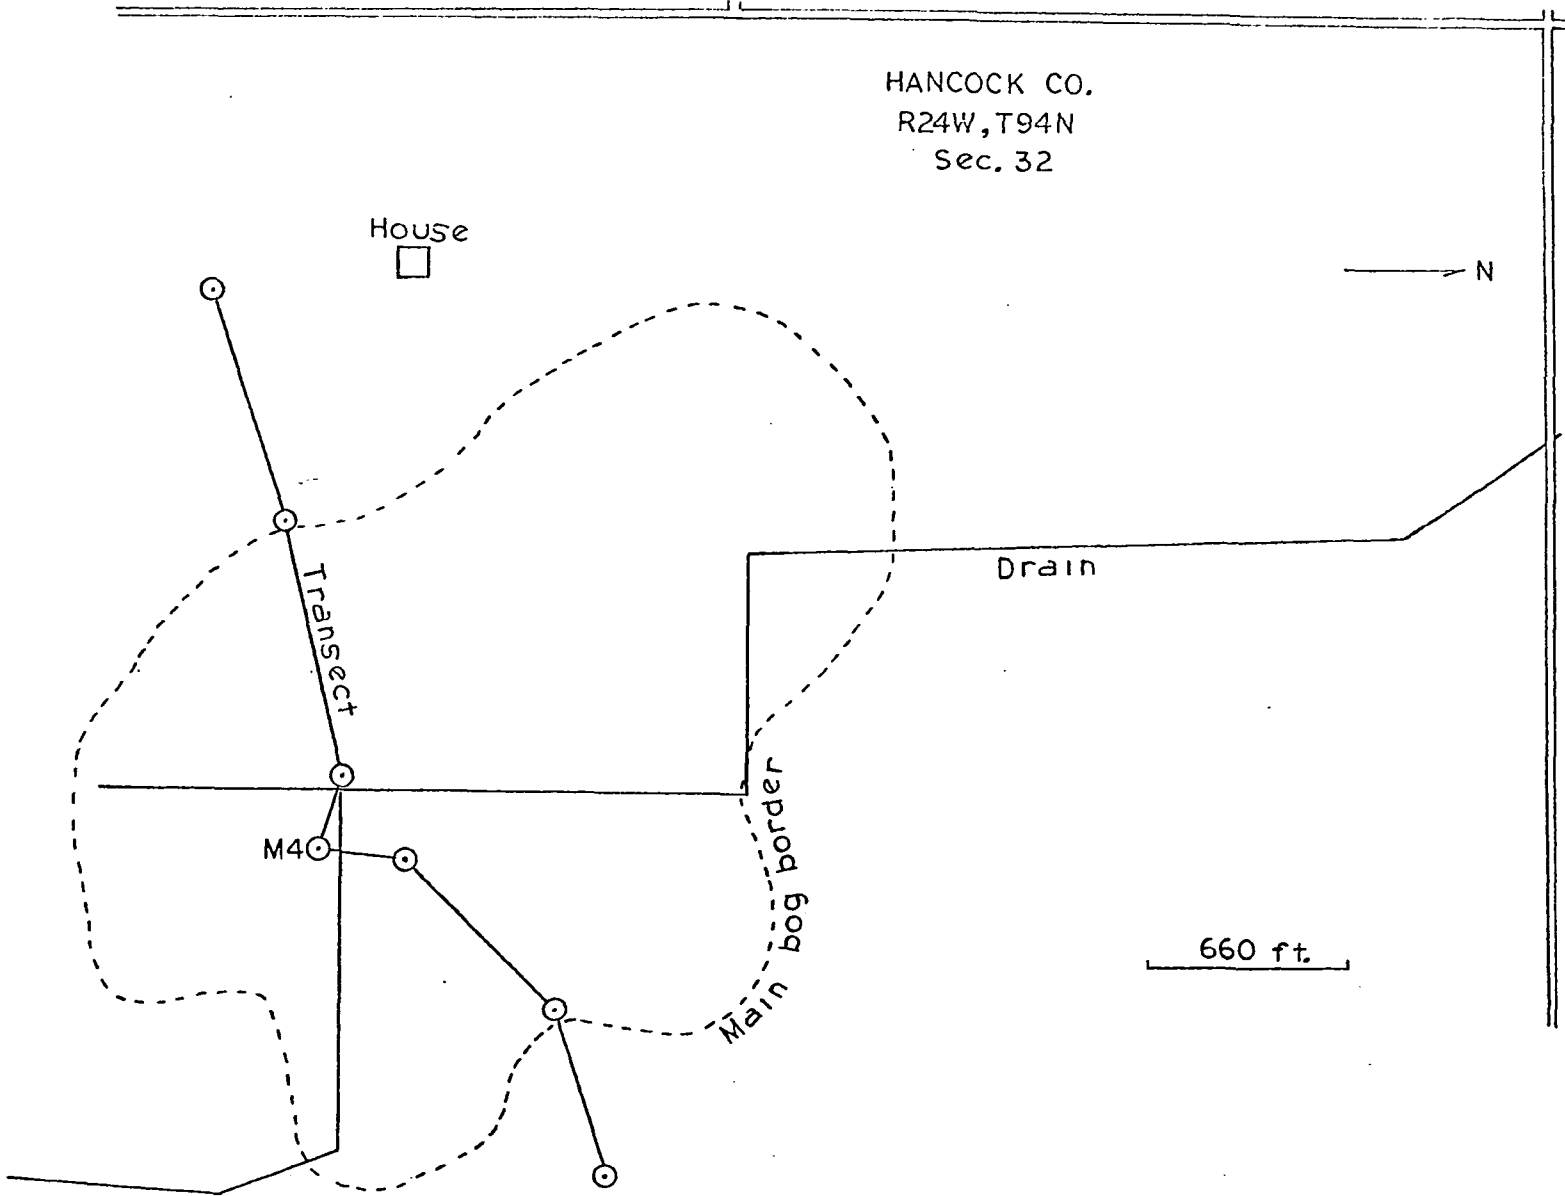 HANCOCK CO.
R24W, T94N
Sec. 32
House
N
Drain
Transect
Main bog border
M4
660 ft.